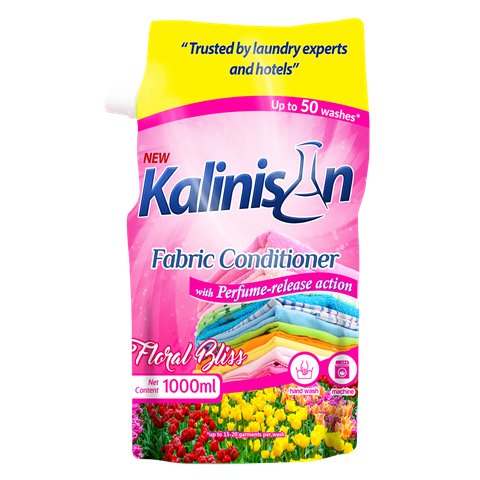 “Trusted by laundry experts
and hotels”
Up to 50 washes*
NEW
Kalinisan
Fabric Conditioner
with Perfume-release action
Floral Bliss
Net
Content 1000ml
hand wash
machine
*up to 15-20 garments per wash